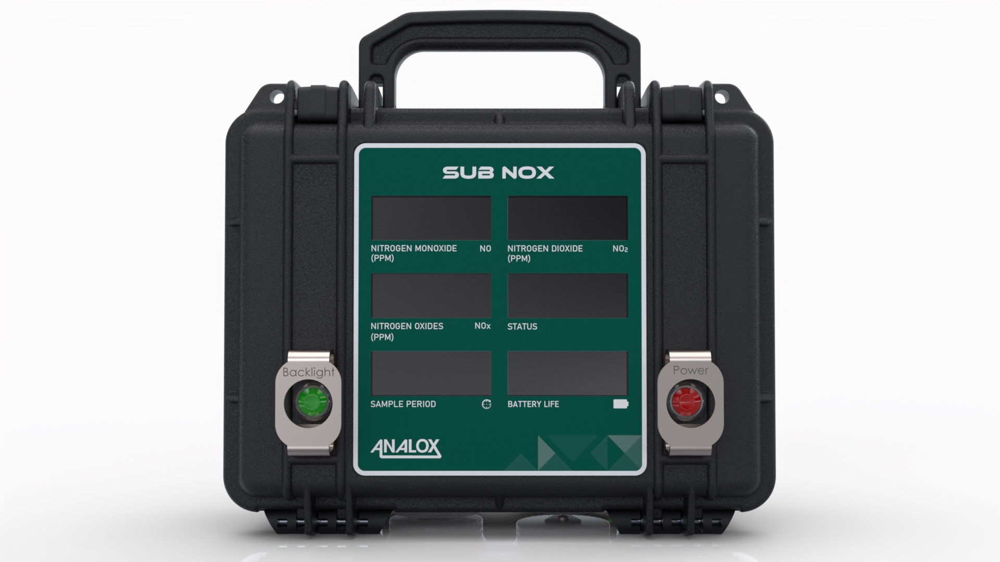 SUB NOX
NITROGEN MONOXIDE NO
(PPM)
NITROGEN DIOXIDE NO₂
(PPM)
NITROGEN OXIDES NOx
(PPM)
STATUS
Backlight
Power
SAMPLE PERIOD
BATTERY LIFE
ANALOX